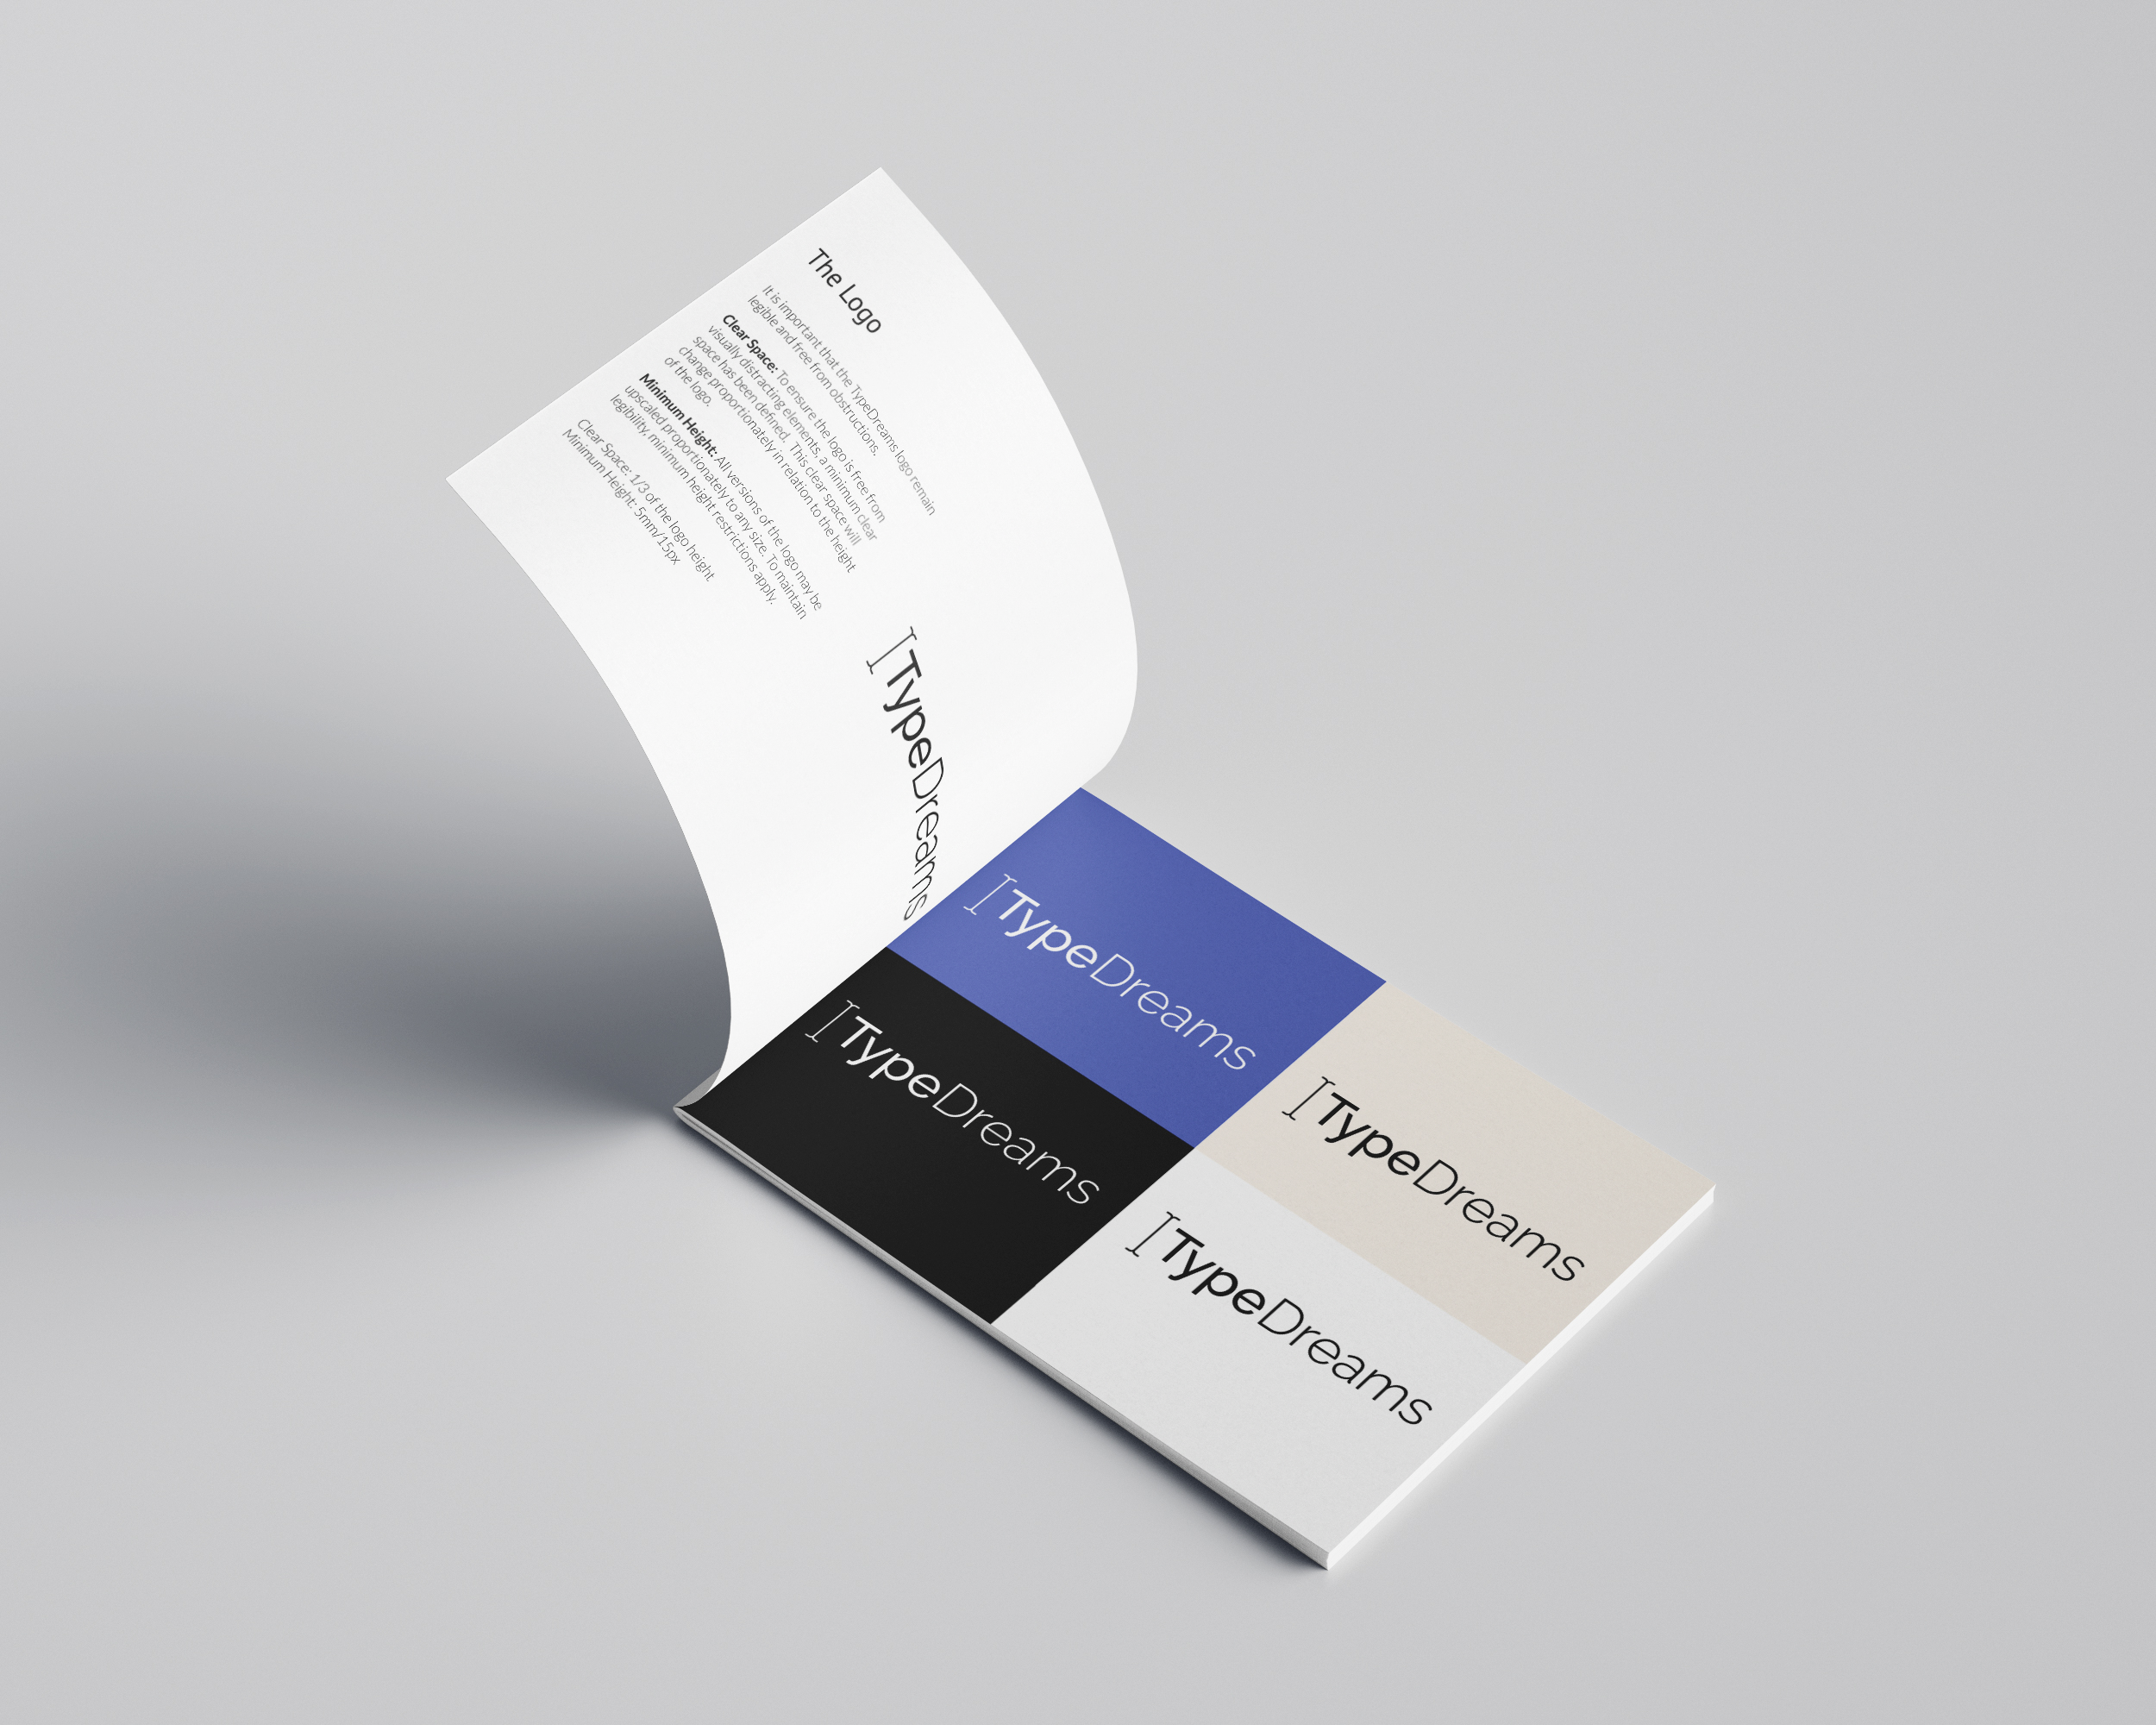 The Logo
It is important that the TypeDreams logo remain
legible and free from obstructions.
Clear Space: To ensure the logo is free from
visually distracting elements, a minimum clear
space has been defined. This clear space will
change proportionately in relation to the height
of the logo.
Minimum Height: All versions of the logo may be
upscaled proportionately to any size. To maintain
legibility, minimum height restrictions apply.
Clear Space: 1/3 of the logo height
Minimum Height: 5mm/15px
TypeDreams
TypeDreams
TypeDreams
TypeDreams
TypeDreams